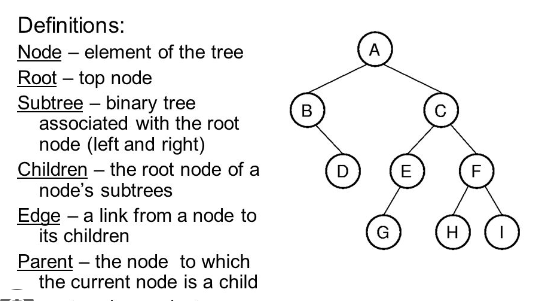 Definitions:
Node – element of the tree
Root – top node
Subtree – binary tree
associated with the root
node (left and right)
Children – the root node of a
node's subtrees
Edge – a link from a node to
its children
Parent – the node to which
the current node is a child
A
B
C
D
E
F
G
H
I